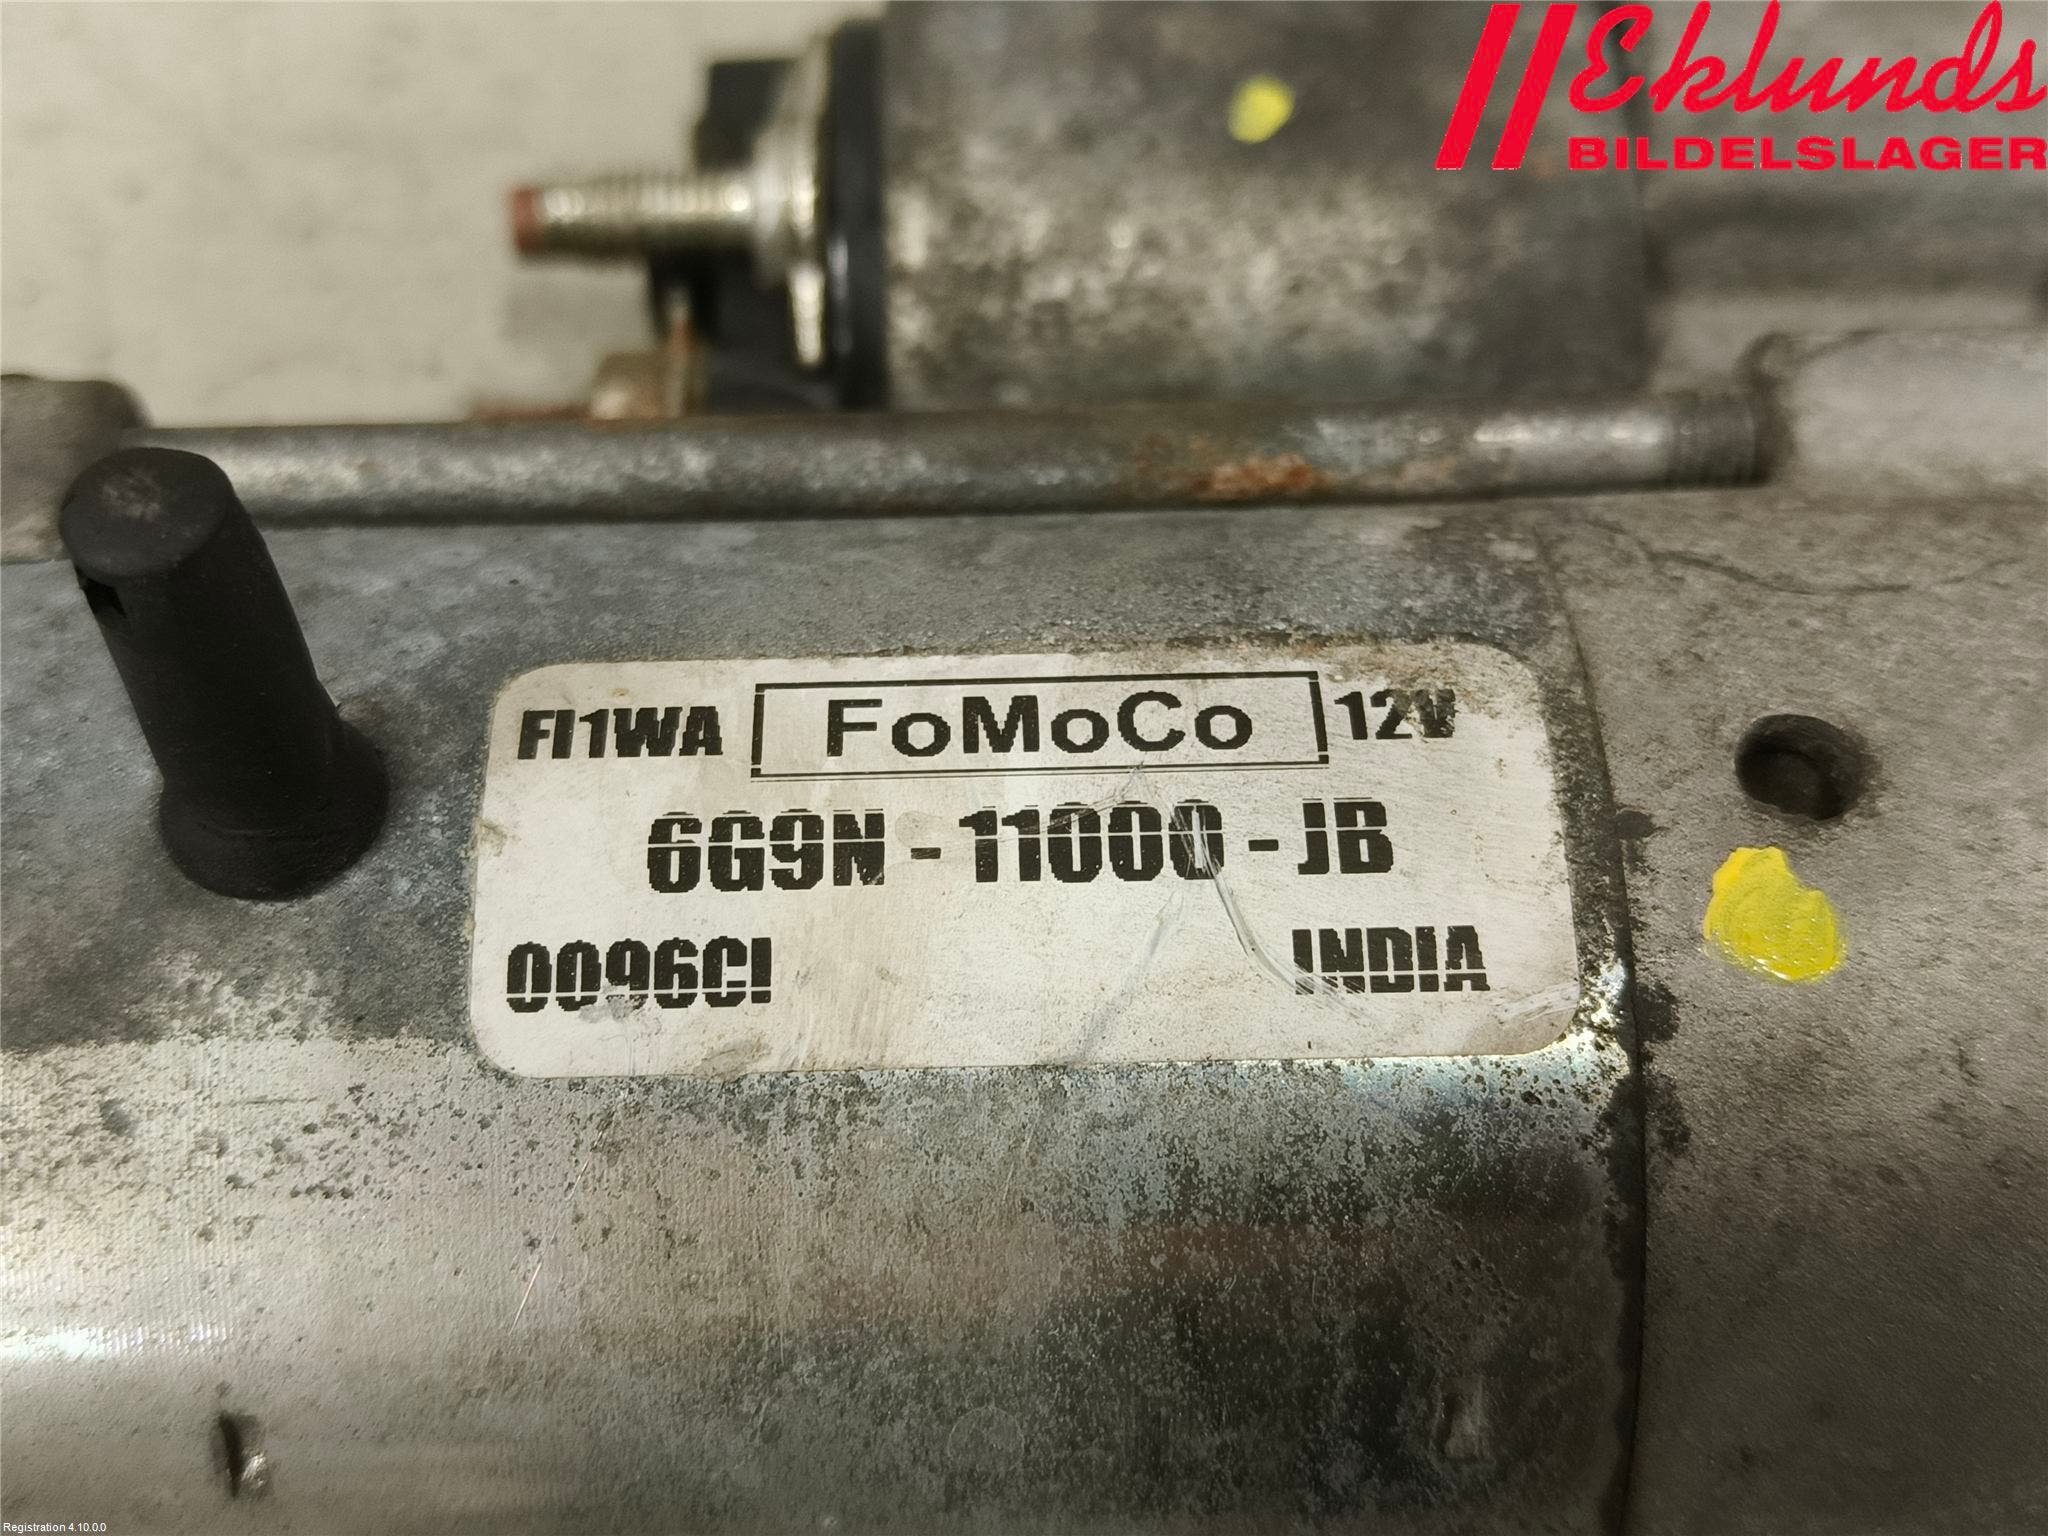 Eklunds
BILDELSLAGER
FI1WA FoMoCo 12V
6G9N - 11000 - JB
0096CI INDIA
Registration 4.10.0.0